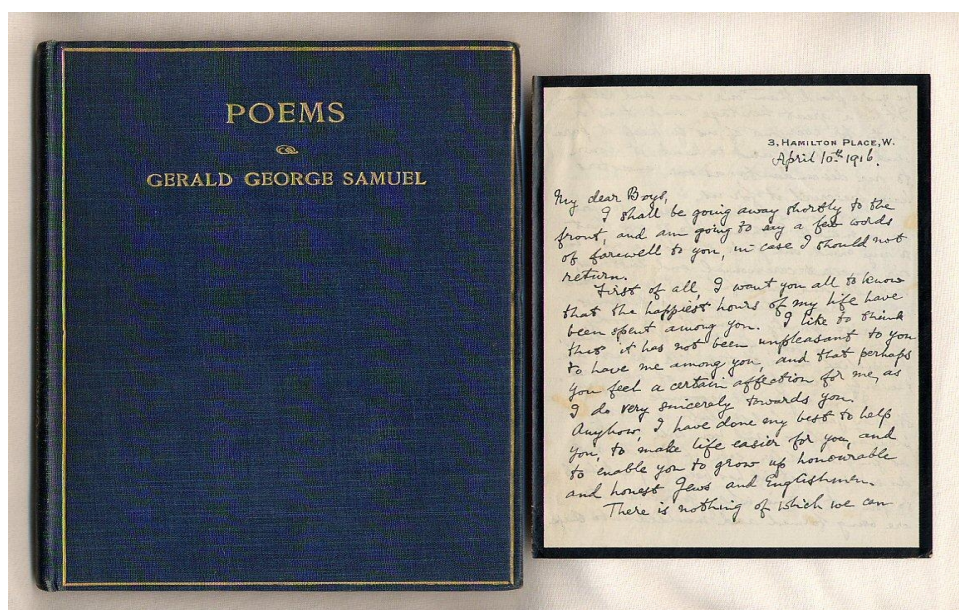 POEMS
GERALD GEORGE SAMUEL
3, HAMILTON PLACE, W.
April 10th 1916.
My dear Boys,
I shall be going away shortly to the
front, and am going to say a few words
of farewell to you, in case I should not
return.
First of all, I want you all to know
that the happiest hours of my life have
been spent among you. I like to think
that it has not been unpleasant to you
to have me among you, and that perhaps
you feel a certain affection for me, as
I do very sincerely towards you.
Anyhow, I have done my best to help
you, to make life easier for you, and
to enable you to grow up honourable
and honest Jews and Englishmen.
There is nothing of which we can